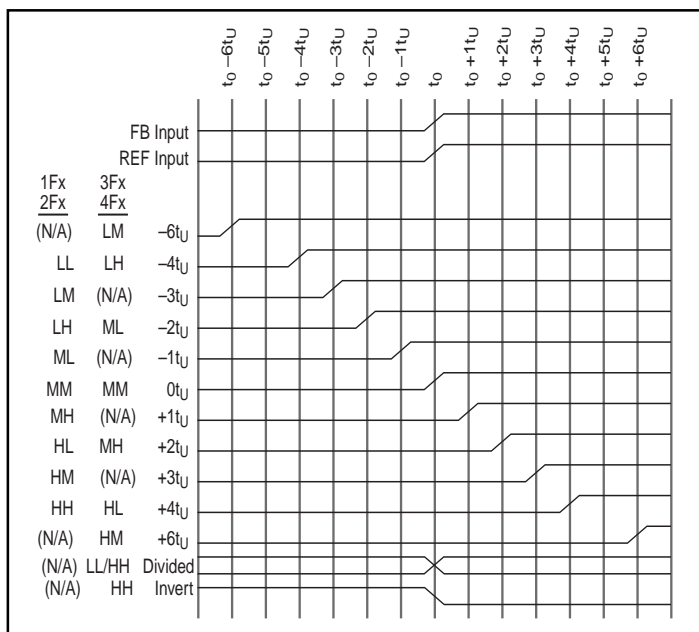 t₀ –6tU t₀ –5tU t₀ –4tU t₀ –3tU t₀ –2tU t₀ –1tU t₀ t₀ +1tU t₀ +2tU t₀ +3tU t₀ +4tU t₀ +5tU t₀ +6tU
FB Input
REF Input
1Fx 3Fx
2Fx 4Fx
(N/A) LM –6tU
LL LH –4tU
LM (N/A) –3tU
LH ML –2tU
ML (N/A) –1tU
MM MM 0tU
MH (N/A) +1tU
HL MH +2tU
HM (N/A) +3tU
HH HL +4tU
(N/A) HM +6tU
(N/A) LL/HH Divided
(N/A) HH Invert